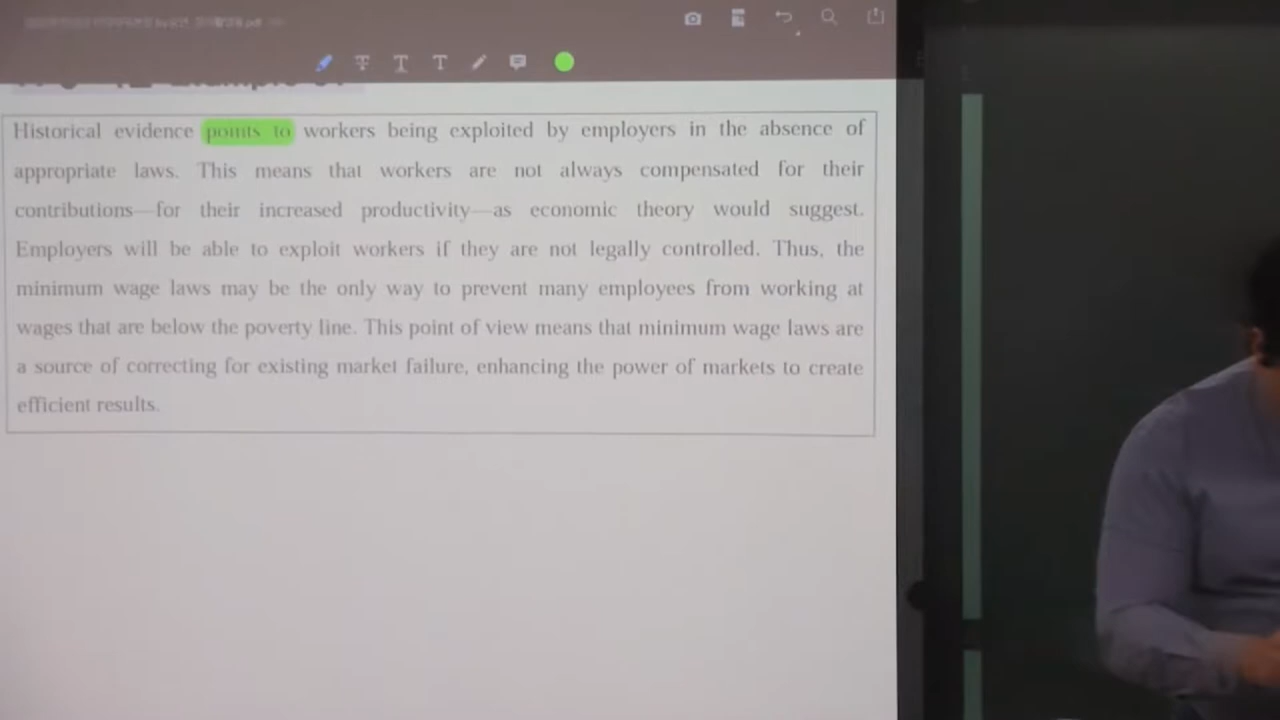 Historical evidence points to workers being exploited by employers in the absence of
appropriate laws. This means that workers are not always compensated for their
contributions—for their increased productivity—as economic theory would suggest.
Employers will be able to exploit workers if they are not legally controlled. Thus, the
minimum wage laws may be the only way to prevent many employees from working at
wages that are below the poverty line. This point of view means that minimum wage laws are
a source of correcting for existing market failure, enhancing the power of markets to create
efficient results.